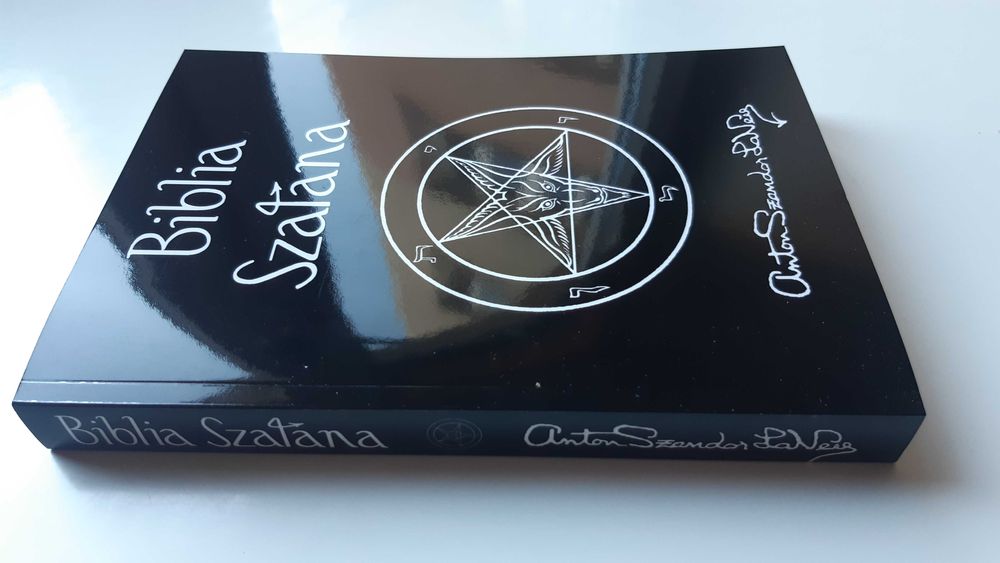 Biblia
Szatana
ל ו י ת ן
Anton Szandor LaVey
Biblia Szatana
Anton Szandor LaVey